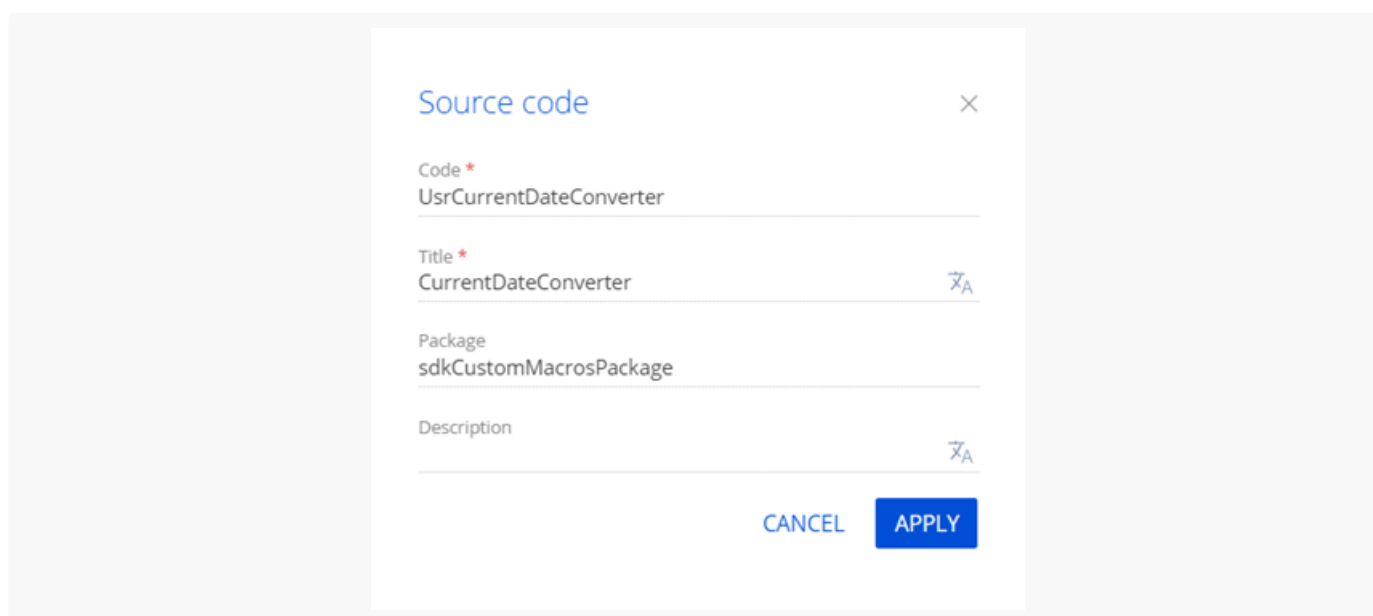 Source code
Code *
UsrCurrentDateConverter
Title *
CurrentDateConverter
Package
sdkCustomMacrosPackage
Description
CANCEL APPLY